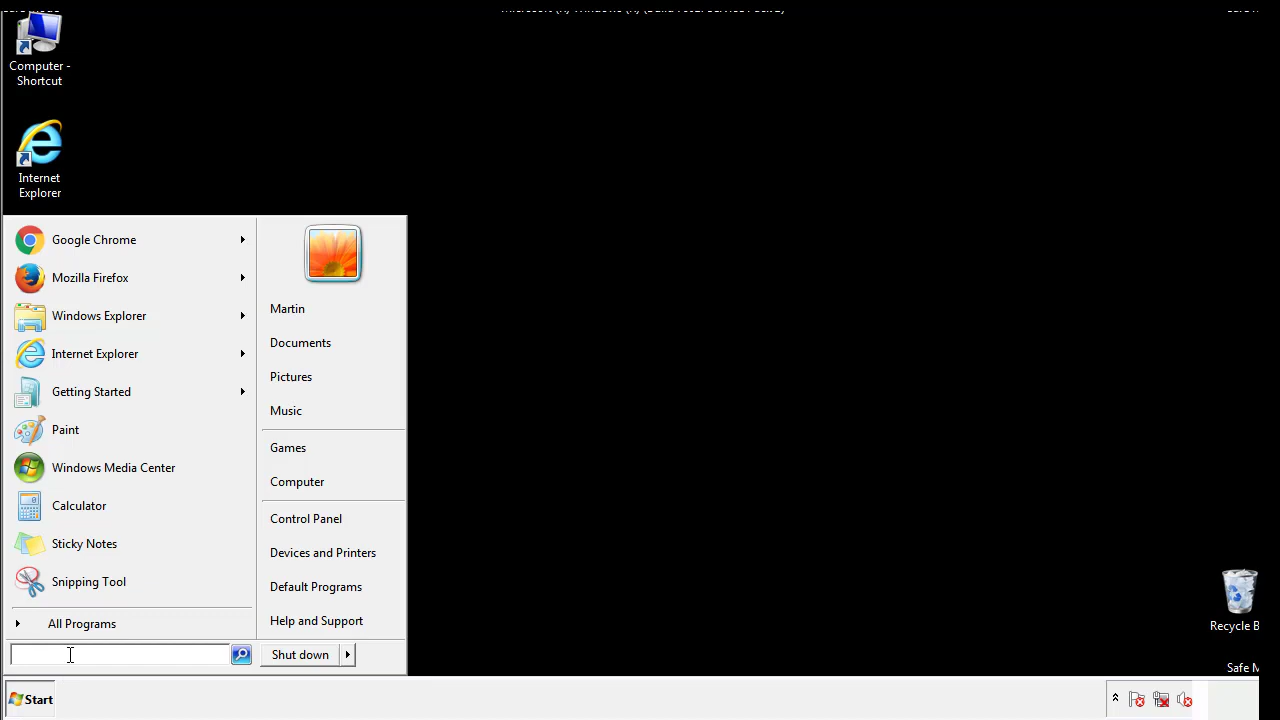 Computer -
Shortcut
Internet
Explorer
Google Chrome
Mozilla Firefox
Windows Explorer
Internet Explorer
Getting Started
Paint
Windows Media Center
Calculator
Sticky Notes
Snipping Tool
All Programs
Martin
Documents
Pictures
Music
Games
Computer
Control Panel
Devices and Printers
Default Programs
Help and Support
Shut down
Recycle B
Safe M
Start